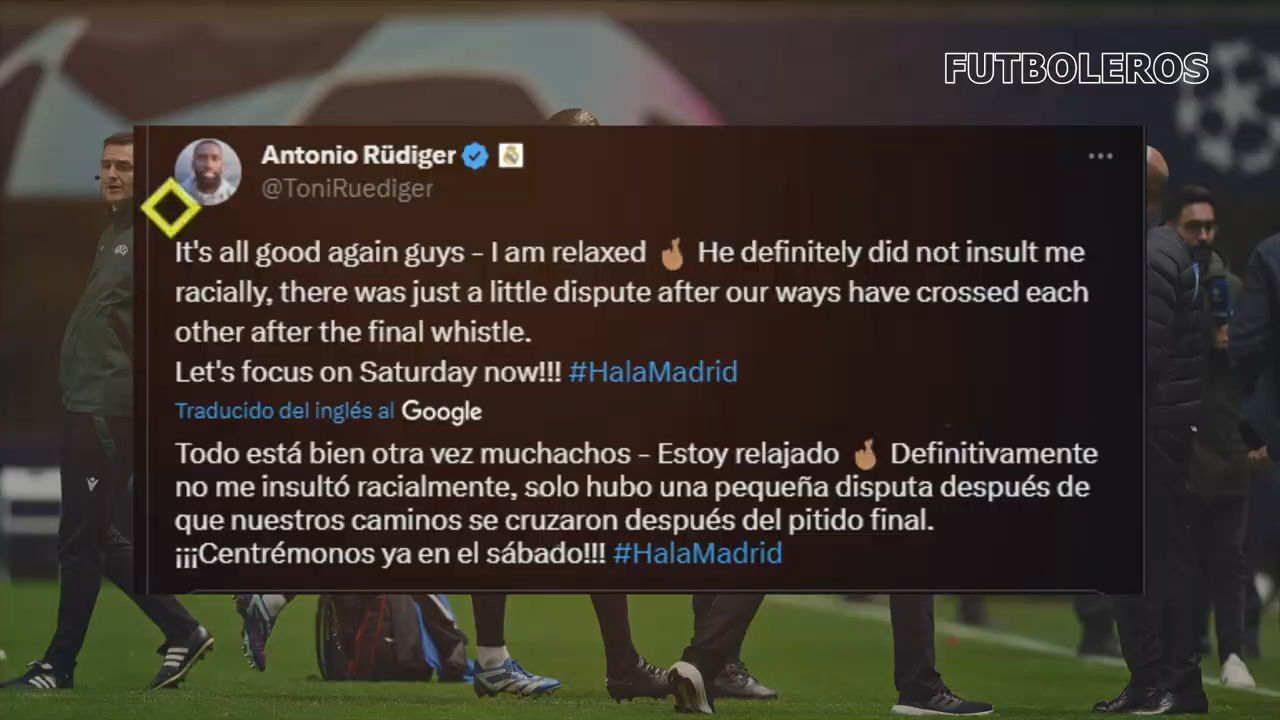 FUTBOLEROS
Antonio Rüdiger
@ToniRuediger
It's all good again guys – I am relaxed 🤞🏽 He definitely did not insult me
racially, there was just a little dispute after our ways have crossed each
other after the final whistle.
Let's focus on Saturday now!!! #HalaMadrid
Traducido del inglés al Google
Todo está bien otra vez muchachos – Estoy relajado 🤞🏽 Definitivamente
no me insultó racialmente, solo hubo una pequeña disputa después de
que nuestros caminos se cruzaron después del pitido final.
¡¡¡Centrémonos ya en el sábado!!! #HalaMadrid